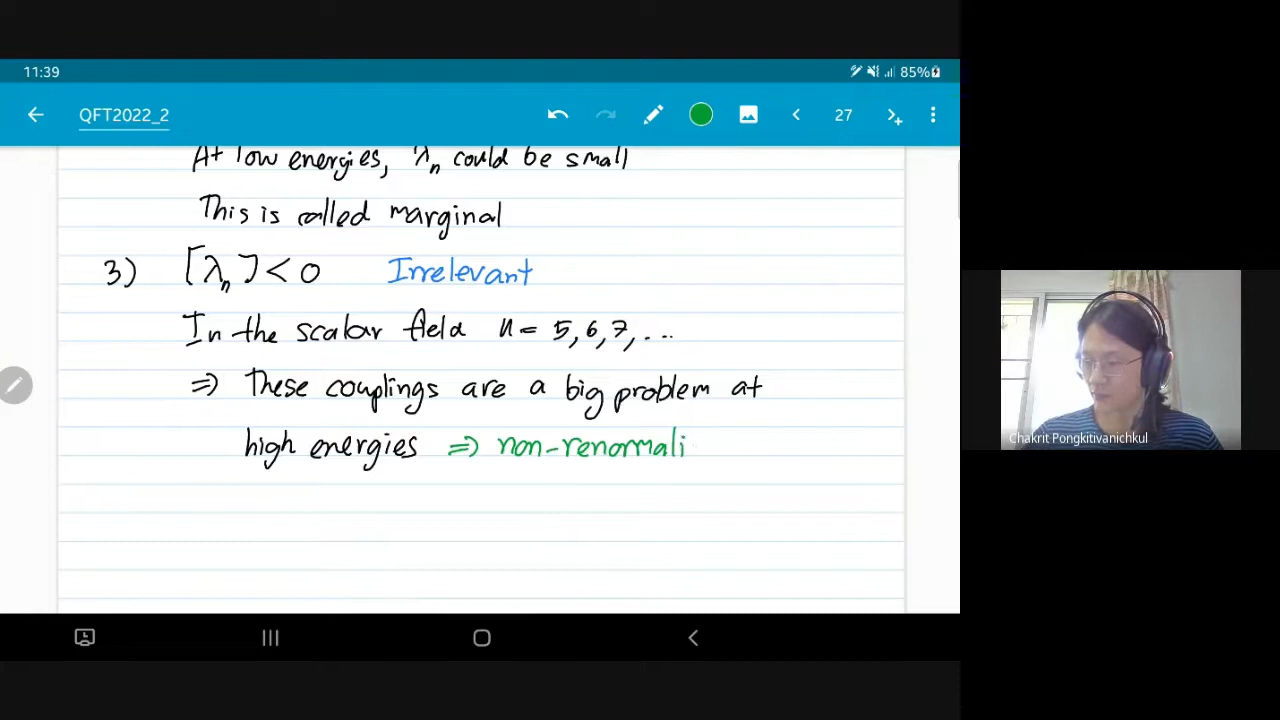 11:39
85%
QFT2022_2
27
At low energies, λₙ could be small
This is called marginal
3) [λₙ] < 0 Irrelevant
In the scalar field n = 5, 6, 7, ...
⇒ These couplings are a big problem at
high energies ⇒ non-renormali
Chakrit Pongkitivanichkul